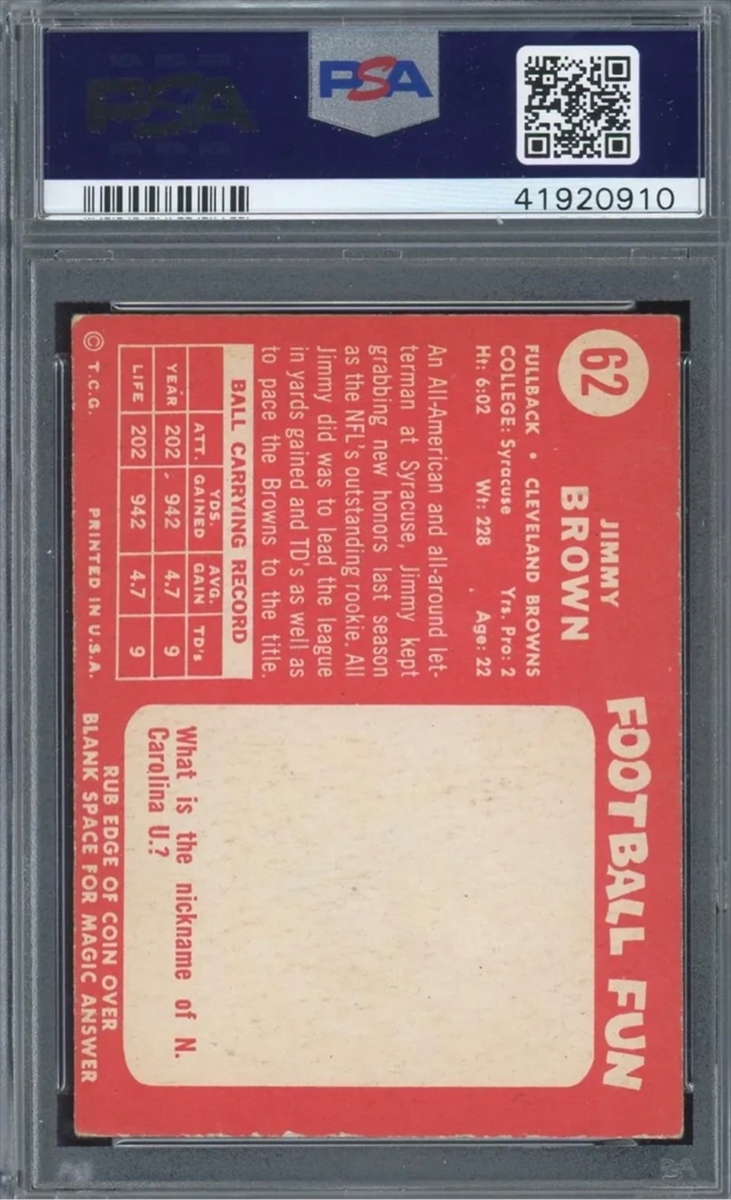 PSA
PSA
41920910
62
JIMMY
BROWN
FULLBACK • CLEVELAND BROWNS
COLLEGE: Syracuse Yrs. Pro: 2
Ht: 6:02 Wt: 228 Age: 22
An All-American and all-around let-
terman at Syracuse, Jimmy kept
grabbing new honors last season
as the NFL's outstanding rookie. All
Jimmy did was to lead the league
in yards gained and TD's as well as
to pace the Browns to the title.
BALL CARRYING RECORD
ATT. YDS. GAINED AVG. GAIN TD's
YEAR 202 942 4.7 9
LIFE 202 942 4.7 9
© T.C.G. PRINTED IN U.S.A.
FOOTBALL FUN
What is the nickname of N.
Carolina U.?
RUB EDGE OF COIN OVER
BLANK SPACE FOR MAGIC ANSWER